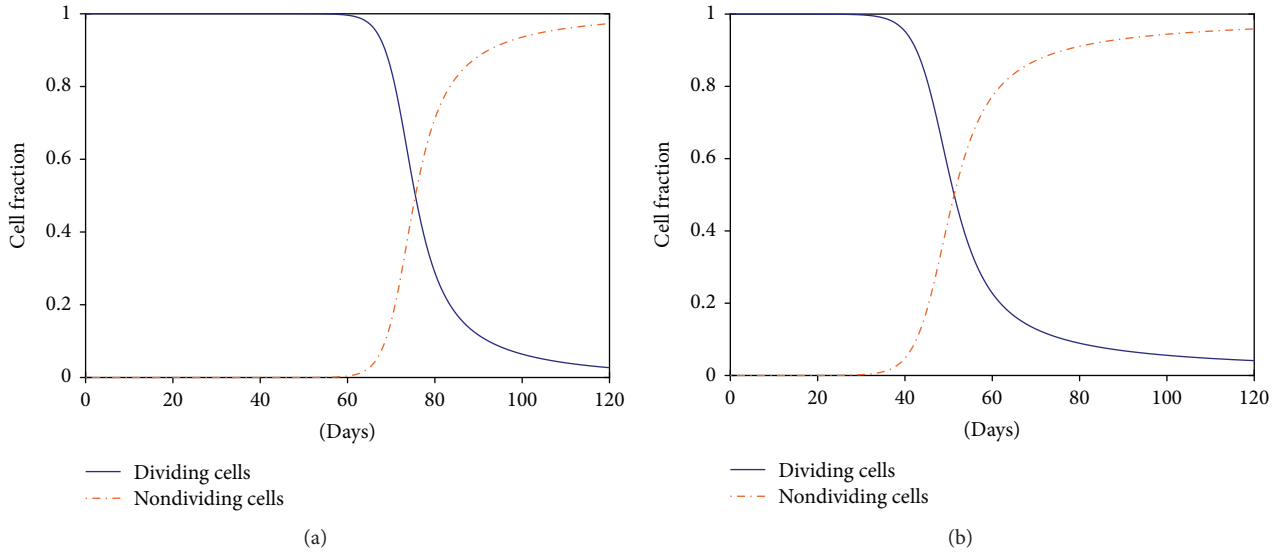 1
0.8
0.6
0.4
0.2
0
Cell fraction
0 20 40 60 80 100 120
(Days)
Dividing cells
Nondividing cells
(a)
1
0.8
0.6
0.4
0.2
0
Cell fraction
0 20 40 60 80 100 120
(Days)
Dividing cells
Nondividing cells
(b)